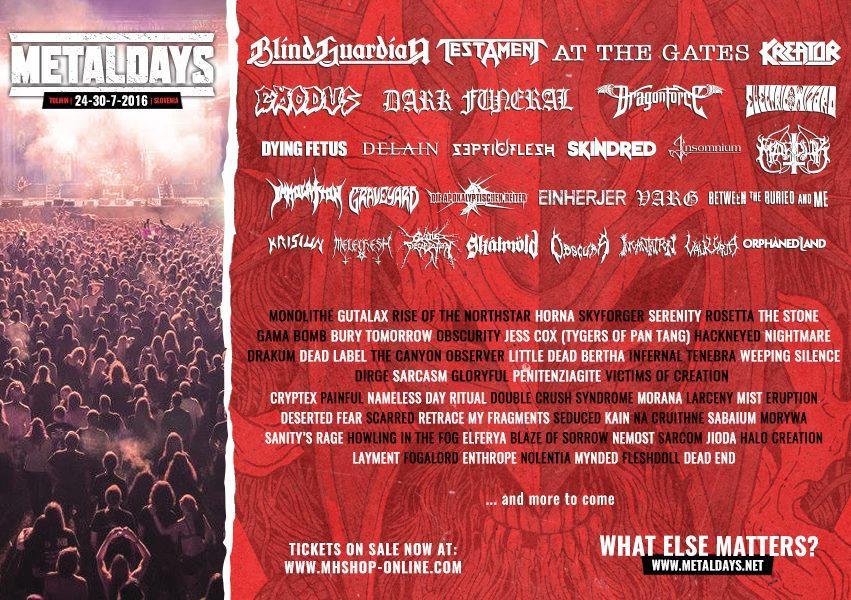 METALDAYS
TOLMIN | 24-30-7-2016 | SLOVENIA
Blind Guardian TESTAMENT AT THE GATES KREATOR
EXODUS DARK FUNERAL DragonForce ELECTRIC WIZARD
DYING FETUS DELAIN SEPTICFLESH SKINDRED Insomnium MARDUK
IMMOLATION GRAVEYARD DIE APOKALYPTISCHEN REITER EINHERJER VARG BETWEEN THE BURIED AND ME
KRISIUN MELECHESH CATTLE DECAPITATION Skálmöld OBSCURA INCANTATION VALKYRJA ORPHANED LAND
MONOLITHE GUTALAX RISE OF THE NORTHSTAR HORNA SKYFORGER SERENITY ROSETTA THE STONE
GAMA BOMB BURY TOMORROW OBSCURITY JESS COX (TYGERS OF PAN TANG) HACKNEYED NIGHTMARE
DRAKUM DEAD LABEL THE CANYON OBSERVER LITTLE DEAD BERTHA INFERNAL TENEBRA WEEPING SILENCE
DIRGE SARCASM GLORYFUL PENITENZIAGITE VICTIMS OF CREATION
CRYPTEX PAINFUL NAMELESS DAY RITUAL DOUBLE CRUSH SYNDROME MORANA LARCENY MIST ERUPTION
DESERTED FEAR SCARRED RETRACE MY FRAGMENTS SEDUCED KAIN NA CRUITHNE SABAIUM MORYWA
SANITY'S RAGE HOWLING IN THE FOG ELFERYA BLAZE OF SORROW NEMOST SARCOM JIODA HALO CREATION
LAYMENT FOGALORD ENTHROPE NOLENTIA MYNDED FLESHDOLL DEAD END
... and more to come
TICKETS ON SALE NOW AT:
WWW.MHSHOP-ONLINE.COM
WHAT ELSE MATTERS?
WWW.METALDAYS.NET